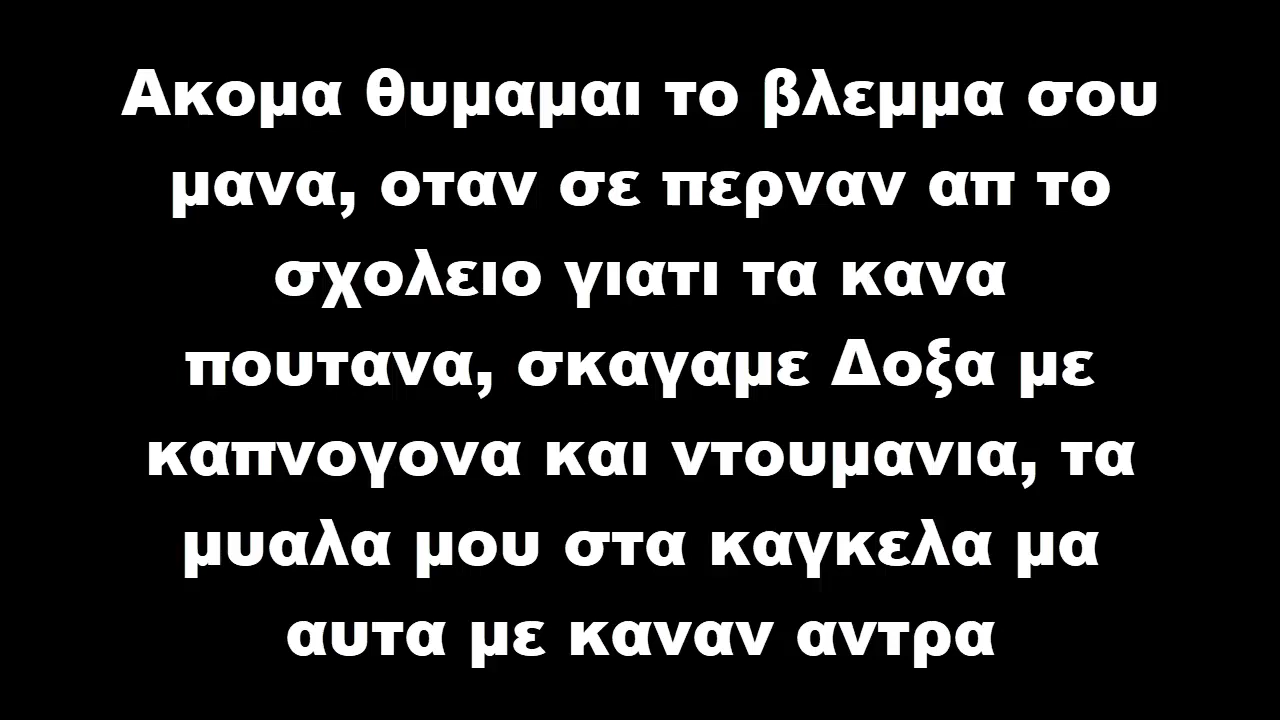 Ακομα θυμαμαι το βλεμμα σου
μανα, οταν σε περναν απ το
σχολειο γιατι τα κανα
πουτανα, σκαγαμε Δοξα με
καπνογονα και ντουμανια, τα
μυαλα μου στα καγκελα μα
αυτα με καναν αντρα